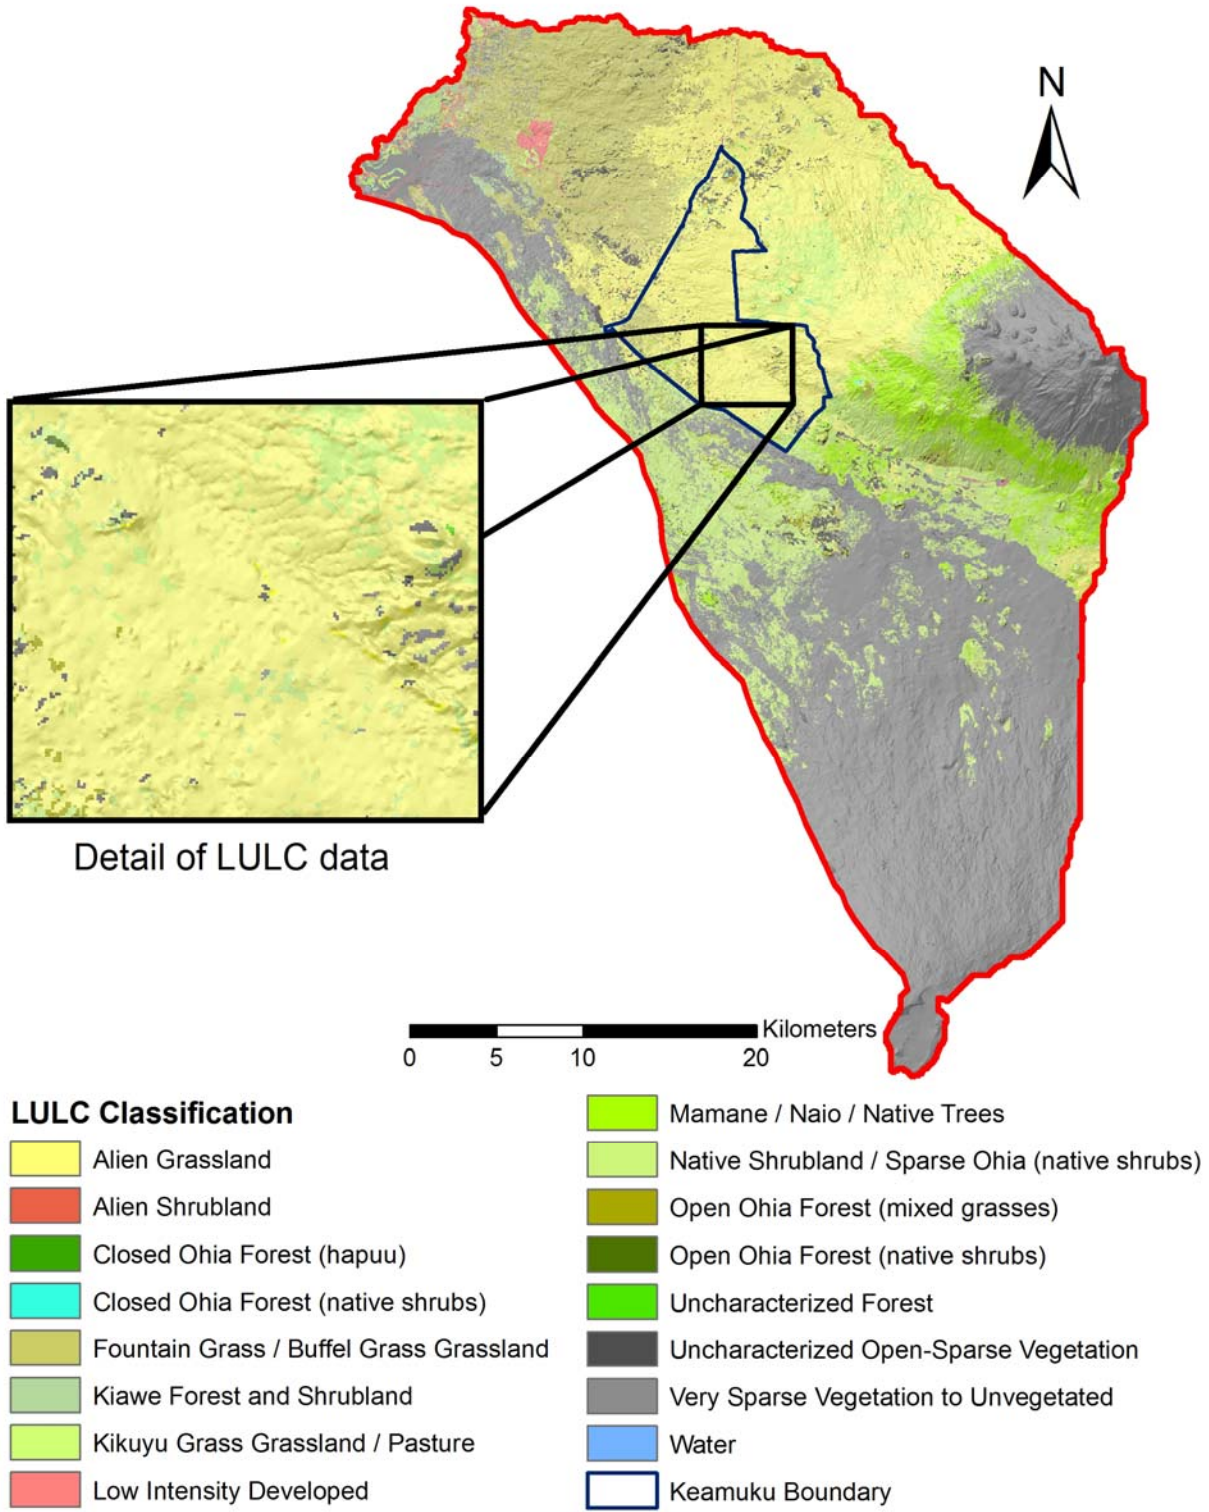 N
Detail of LULC data
Kilometers
0 5 10 20
LULC Classification
Alien Grassland
Alien Shrubland
Closed Ohia Forest (hapuu)
Closed Ohia Forest (native shrubs)
Fountain Grass / Buffel Grass Grassland
Kiawe Forest and Shrubland
Kikuyu Grass Grassland / Pasture
Low Intensity Developed
Mamane / Naio / Native Trees
Native Shrubland / Sparse Ohia (native shrubs)
Open Ohia Forest (mixed grasses)
Open Ohia Forest (native shrubs)
Uncharacterized Forest
Uncharacterized Open-Sparse Vegetation
Very Sparse Vegetation to Unvegetated
Water
Keamuku Boundary